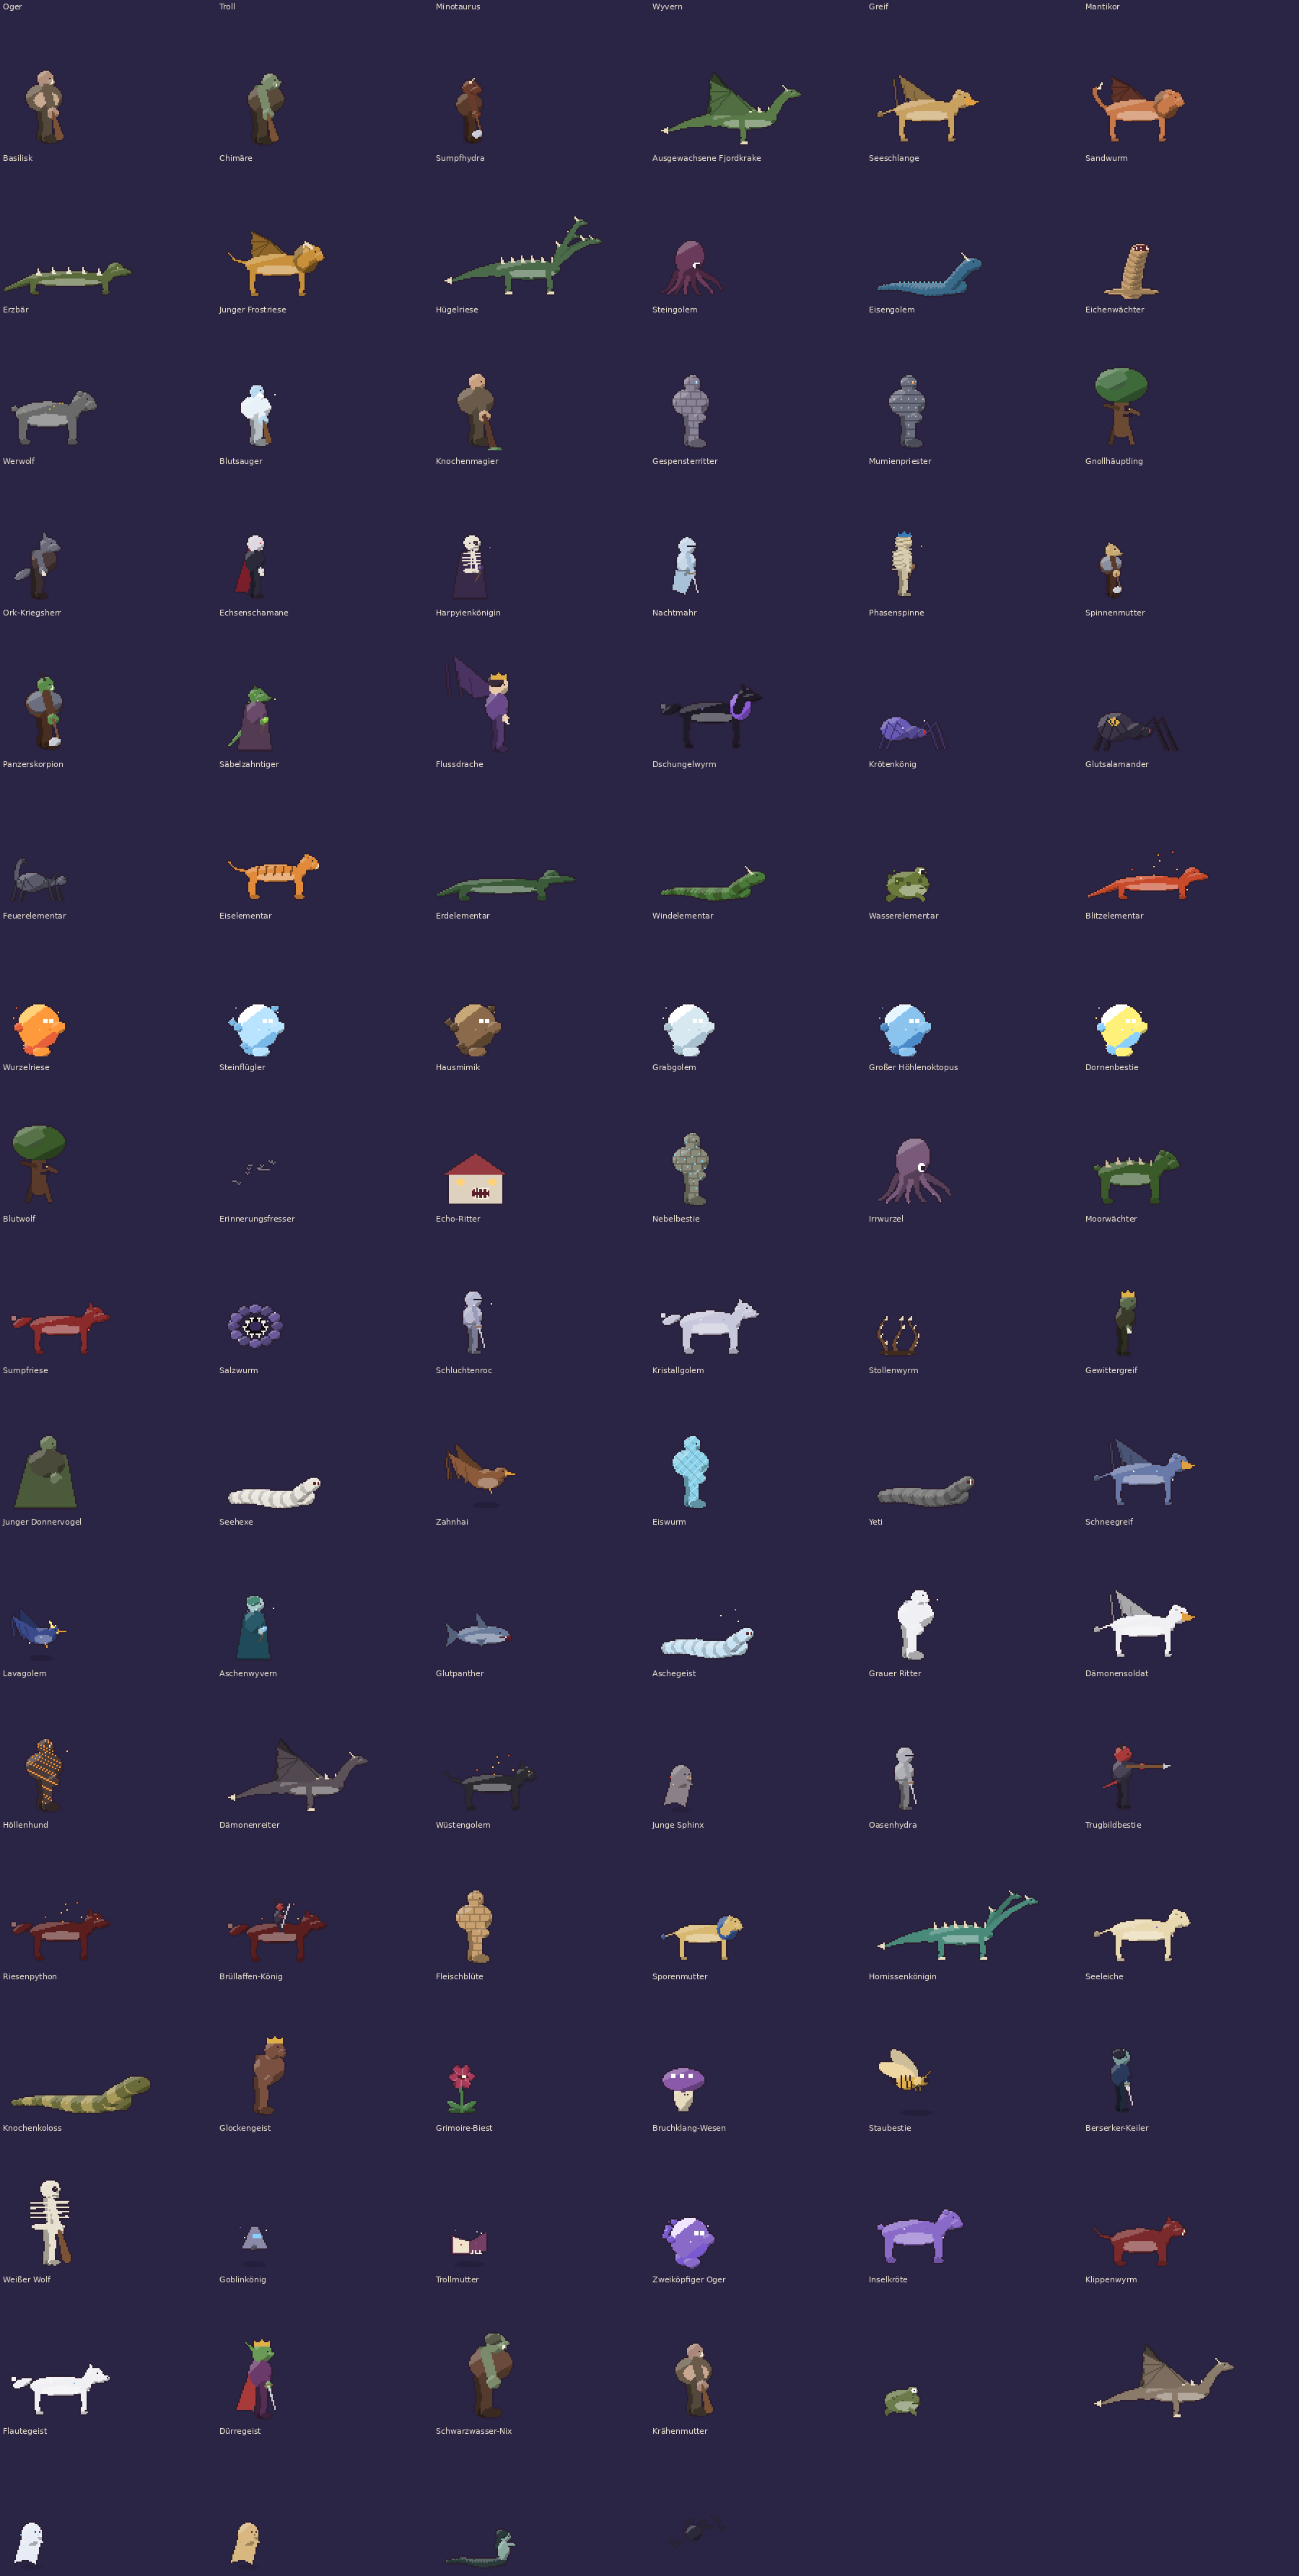 Oger Troll Minotaurus Wyvern Greif Mantikor
Basilisk Chimäre Sumpfhydra Ausgewachsene Fjordkrake Seeschlange Sandwurm
Erzbär Junger Frostriese Hügelriese Steingolem Eisengolem Eichenwächter
Werwolf Blutsauger Knochenmagier Gespensterritter Mumienpriester Gnollhäuptling
Ork-Kriegsherr Echsenschamane Harpyienkönigin Nachtmahr Phasenspinne Spinnenmutter
Panzerskorpion Säbelzahntiger Flussdrache Dschungelwyrm Krötenkönig Glutsalamander
Feuerelementar Eiselementar Erdelementar Windelementar Wasserelementar Blitzelementar
Wurzelriese Steinflügler Hausmimik Grabgolem Großer Höhlenoktopus Dornenbestie
Blutwolf Erinnerungsfresser Echo-Ritter Nebelbestie Irrwurzel Moorwächter
Sumpfriese Salzwurm Schluchtenroc Kristallgolem Stollenwyrm Gewittergreif
Junger Donnervogel Seehexe Zahnhai Eiswurm Yeti Schneegreif
Lavagolem Aschenwyvern Glutpanther Aschegeist Grauer Ritter Dämonensoldat
Höllenhund Dämonenreiter Wüstengolem Junge Sphinx Oasenhydra Trugbildbestie
Riesenpython Brüllaffen-König Fleischblüte Sporenmutter Hornissenkönigin Seeleiche
Knochenkoloss Glockengeist Grimoire-Biest Bruchklang-Wesen Staubestie Berserker-Keiler
Weißer Wolf Goblinkönig Trollmutter Zweiköpfiger Oger Inselkröte Klippenwyrm
Flautegeist Dürregeist Schwarzwasser-Nix Krähenmutter